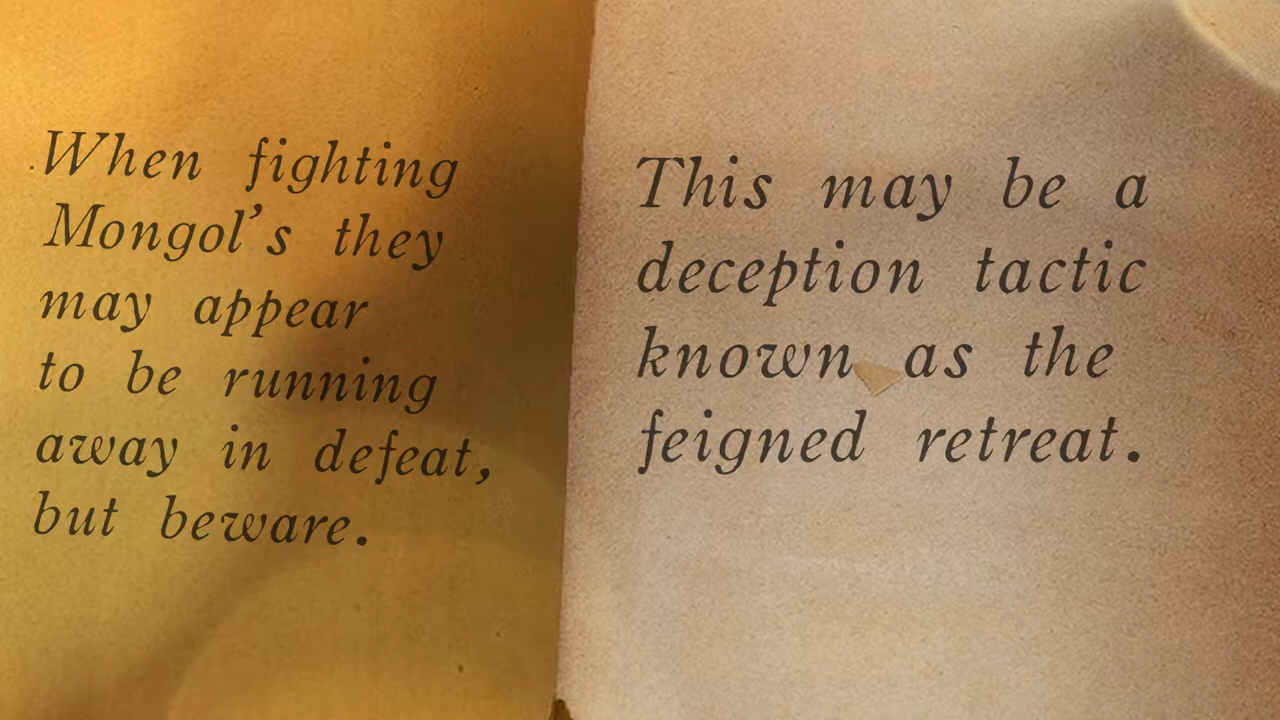 When fighting
Mongol's they
may appear
to be running
away in defeat,
but beware.
This may be a
deception tactic
known as the
feigned retreat.